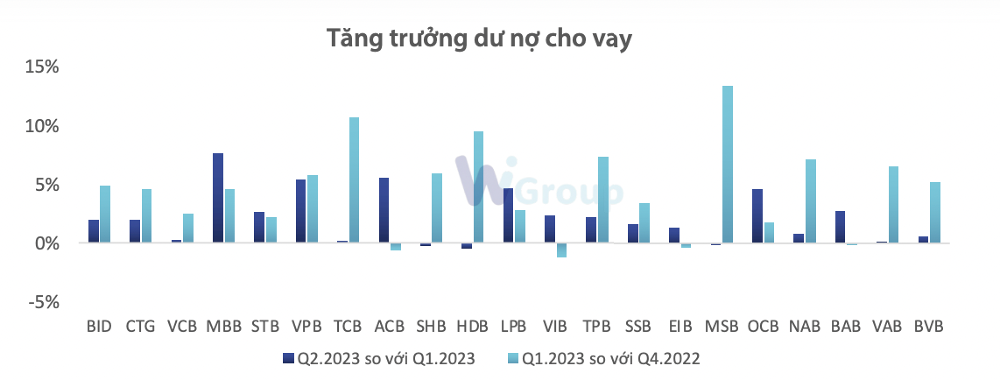 Tăng trưởng dư nợ cho vay
15%
10%
5%
0%
-5%
WiGroup
BID CTG VCB MBB STB VPB TCB ACB SHB HDB LPB VIB TPB SSB EIB MSB OCB NAB BAB VAB BVB
Q2.2023 so với Q1.2023 Q1.2023 so với Q4.2022